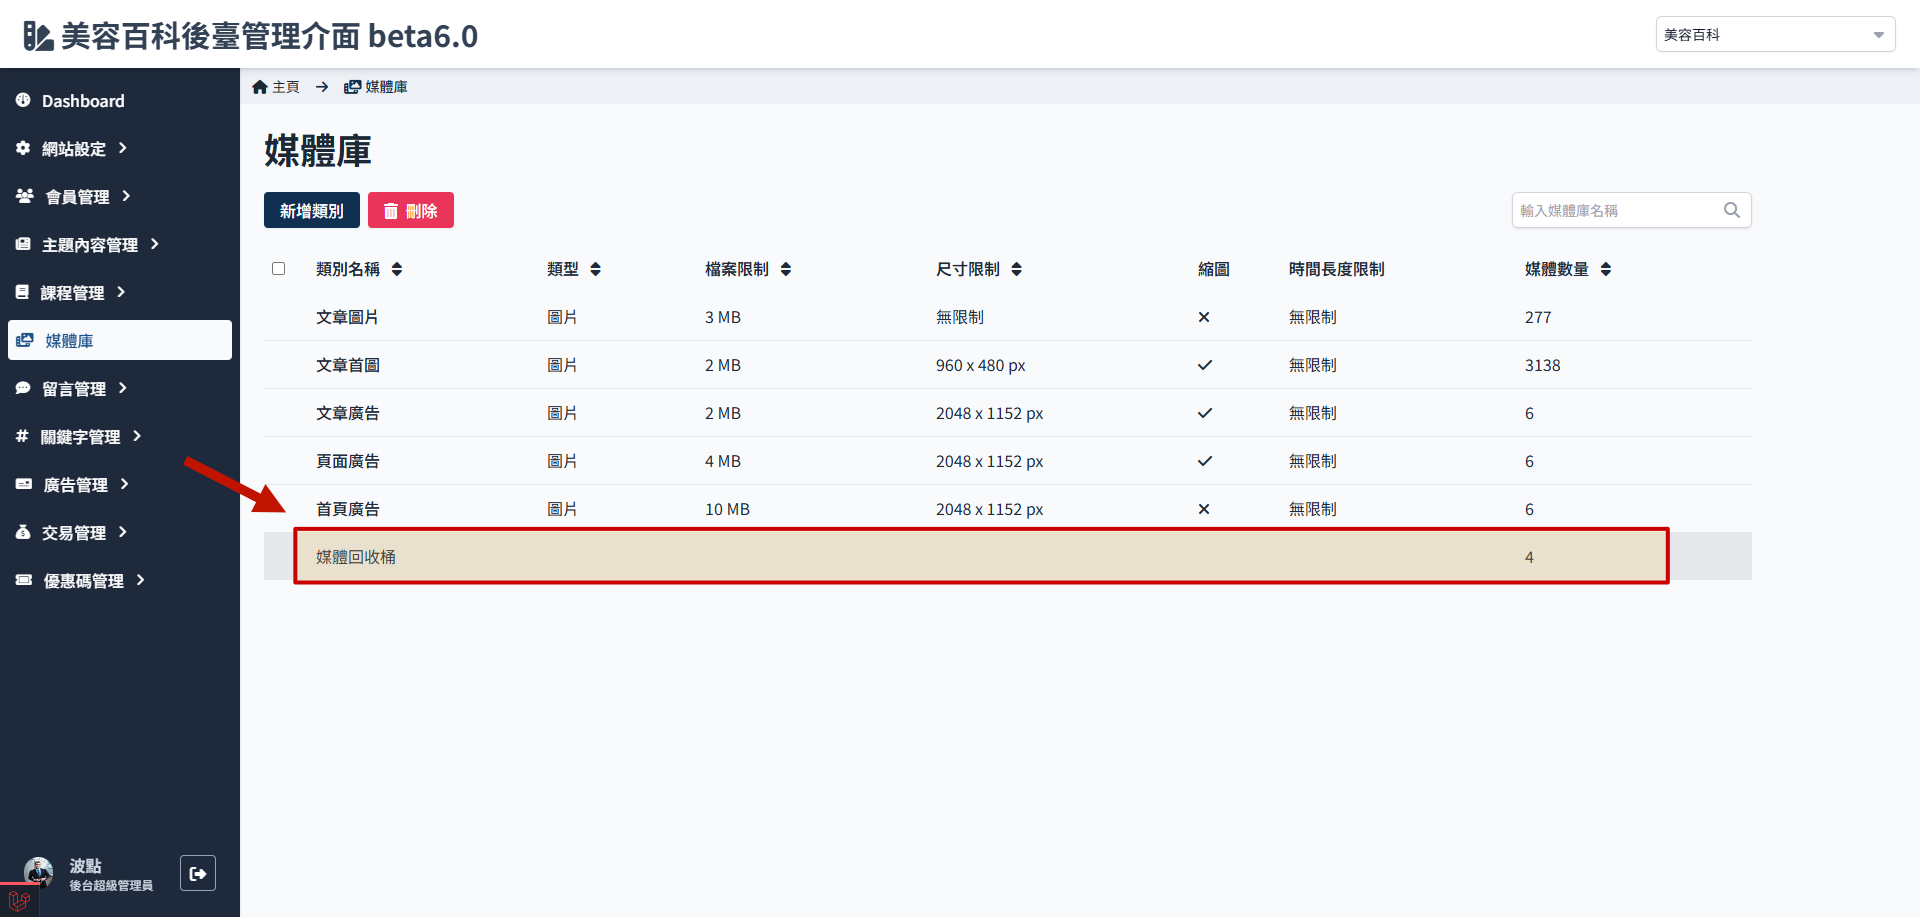 美容百科後臺管理介面 beta6.0
美容百科
Dashboard
網站設定
會員管理
主題內容管理
課程管理
媒體庫
留言管理
關鍵字管理
廣告管理
交易管理
優惠碼管理
波點
後台超級管理員
主頁 → 媒體庫
媒體庫
新增類別 刪除
輸入媒體庫名稱
類別名稱 類型 檔案限制 尺寸限制 縮圖 時間長度限制 媒體數量
文章圖片 圖片 3 MB 無限制 無限制 277
文章首圖 圖片 2 MB 960 x 480 px 無限制 3138
文章廣告 圖片 2 MB 2048 x 1152 px 無限制 6
頁面廣告 圖片 4 MB 2048 x 1152 px 無限制 6
首頁廣告 圖片 10 MB 2048 x 1152 px 無限制 6
媒體回收桶 4